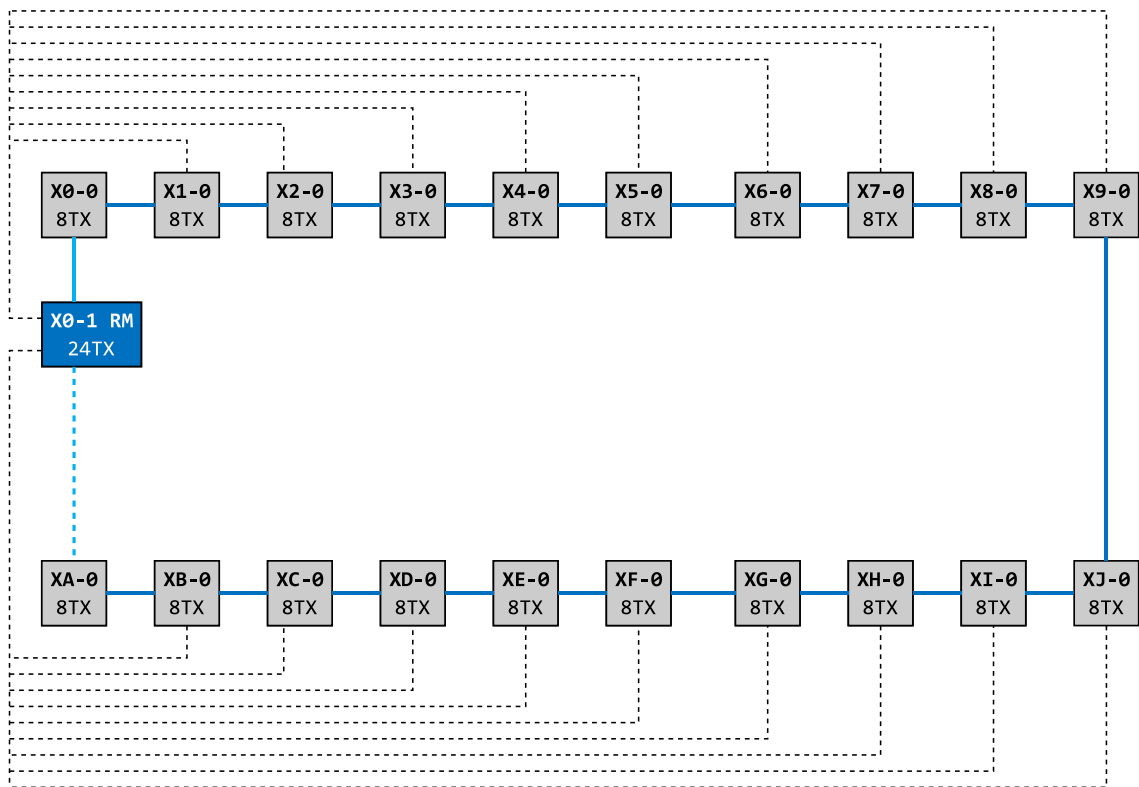 X0-0
8TX
X1-0
8TX
X2-0
8TX
X3-0
8TX
X4-0
8TX
X5-0
8TX
X6-0
8TX
X7-0
8TX
X8-0
8TX
X9-0
8TX
X0-1 RM
24TX
XA-0
8TX
XB-0
8TX
XC-0
8TX
XD-0
8TX
XE-0
8TX
XF-0
8TX
XG-0
8TX
XH-0
8TX
XI-0
8TX
XJ-0
8TX